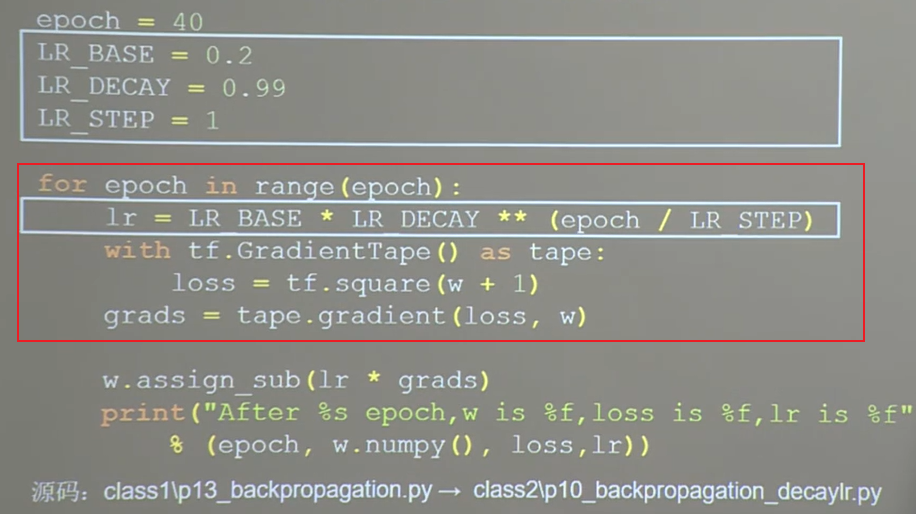 epoch = 40
LR_BASE = 0.2
LR_DECAY = 0.99
LR_STEP = 1
for epoch in range(epoch):
lr = LR_BASE * LR_DECAY ** (epoch / LR_STEP)
with tf.GradientTape() as tape:
loss = tf.square(w + 1)
grads = tape.gradient(loss, w)
w.assign_sub(lr * grads)
print("After %s epoch,w is %f,loss is %f,lr is %f"
% (epoch, w.numpy(), loss,lr))
源码：class1\p13_backpropagation.py→ class2\p10_backpropagation_decaylr.py